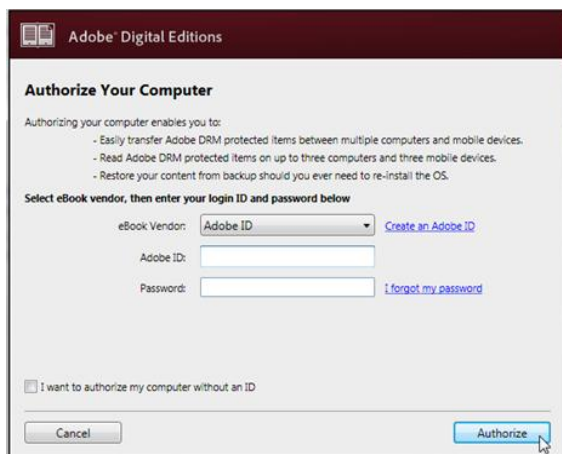 Adobe® Digital Editions
Authorize Your Computer
Authorizing your computer enables you to:
- Easily transfer Adobe DRM protected items between multiple computers and mobile devices.
- Read Adobe DRM protected items on up to three computers and three mobile devices.
- Restore your content from backup should you ever need to re-install the OS.
Select eBook vendor, then enter your login ID and password below
eBook Vendor: Adobe ID Create an Adobe ID
Adobe ID:
Password: I forgot my password
I want to authorize my computer without an ID
Cancel Authorize